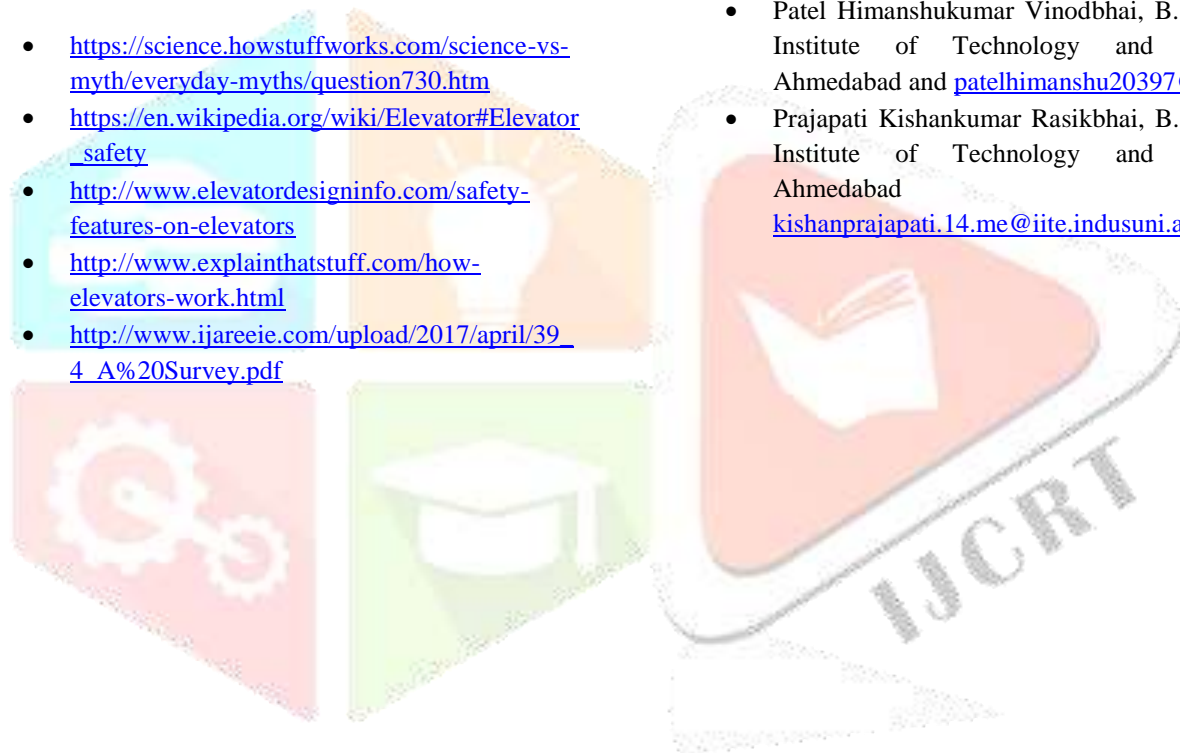 • https://science.howstuffworks.com/science-vs-
myth/everyday-myths/question730.htm
• https://en.wikipedia.org/wiki/Elevator#Elevator
_safety
• http://www.elevatordesigninfo.com/safety-
features-on-elevators
• http://www.explainthatstuff.com/how-
elevators-work.html
• http://www.ijareeie.com/upload/2017/april/39_
4_A%20Survey.pdf
• Patel Himanshukumar Vinodbhai, B.
Institute of Technology and
Ahmedabad and patelhimanshu20397
• Prajapati Kishankumar Rasikbhai, B.
Institute of Technology and
Ahmedabad
kishanprajapati.14.me@iite.indusuni.a
IJCRT